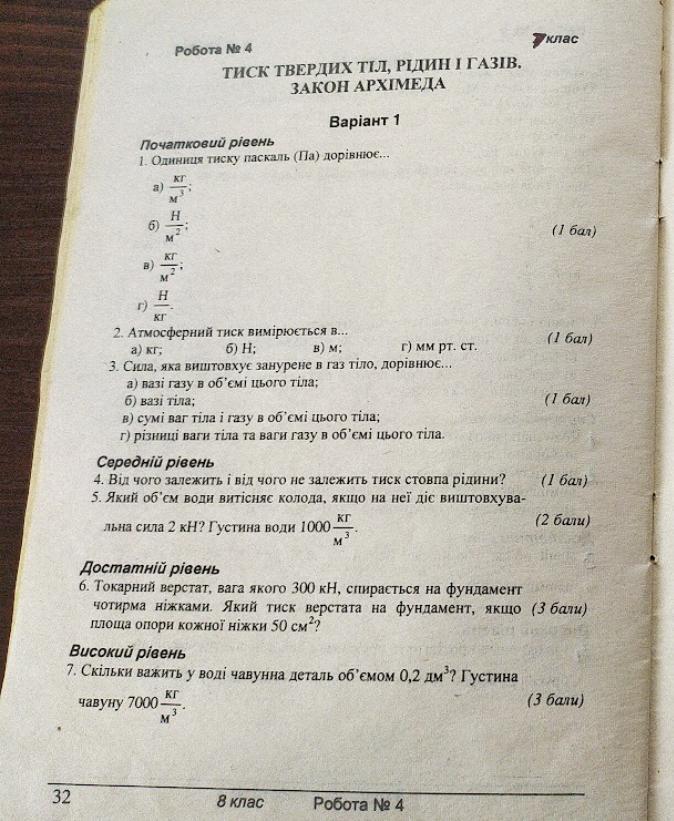 Робота № 4
7 клас
ТИСК ТВЕРДИХ ТІЛ, РІДИН І ГАЗІВ.
ЗАКОН АРХІМЕДА
Варіант 1
Початковий рівень
1. Одиниця тиску паскаль (Па) дорівнює...
а) кг/м³;
б) Н/м²; (1 бал)
в) кг/м²;
г) Н/кг.
2. Атмосферний тиск вимірюється в... (1 бал)
а) кг; б) Н; в) м; г) мм рт. ст.
3. Сила, яка виштовхує занурене в газ тіло, дорівнює...
а) вазі газу в об’ємі цього тіла;
б) вазі тіла; (1 бал)
в) сумі ваг тіла і газу в об’ємі цього тіла;
г) різниці ваги тіла та ваги газу в об’ємі цього тіла.
Середній рівень
4. Від чого залежить і від чого не залежить тиск стовпа рідини? (1 бал)
5. Який об’єм води витісняє колода, якщо на неї діє виштовхува-
льна сила 2 кН? Густина води 1000 кг/м³. (2 бали)
Достатній рівень
6. Токарний верстат, вага якого 300 кН, спирається на фундамент
чотирма ніжками. Який тиск верстата на фундамент, якщо (3 бали)
площа опори кожної ніжки 50 см²?
Високий рівень
7. Скільки важить у воді чавунна деталь об’ємом 0,2 дм³? Густина
чавуну 7000 кг/м³. (3 бали)
32
8 клас Робота № 4